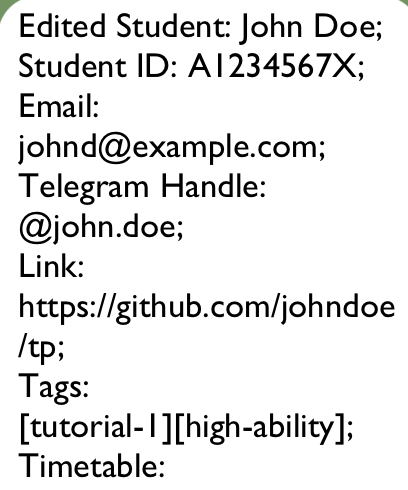 Edited Student: John Doe;
Student ID: A1234567X;
Email:
johnd@example.com;
Telegram Handle:
@john.doe;
Link:
https://github.com/johndoe
/tp;
Tags:
[tutorial-1][high-ability];
Timetable: